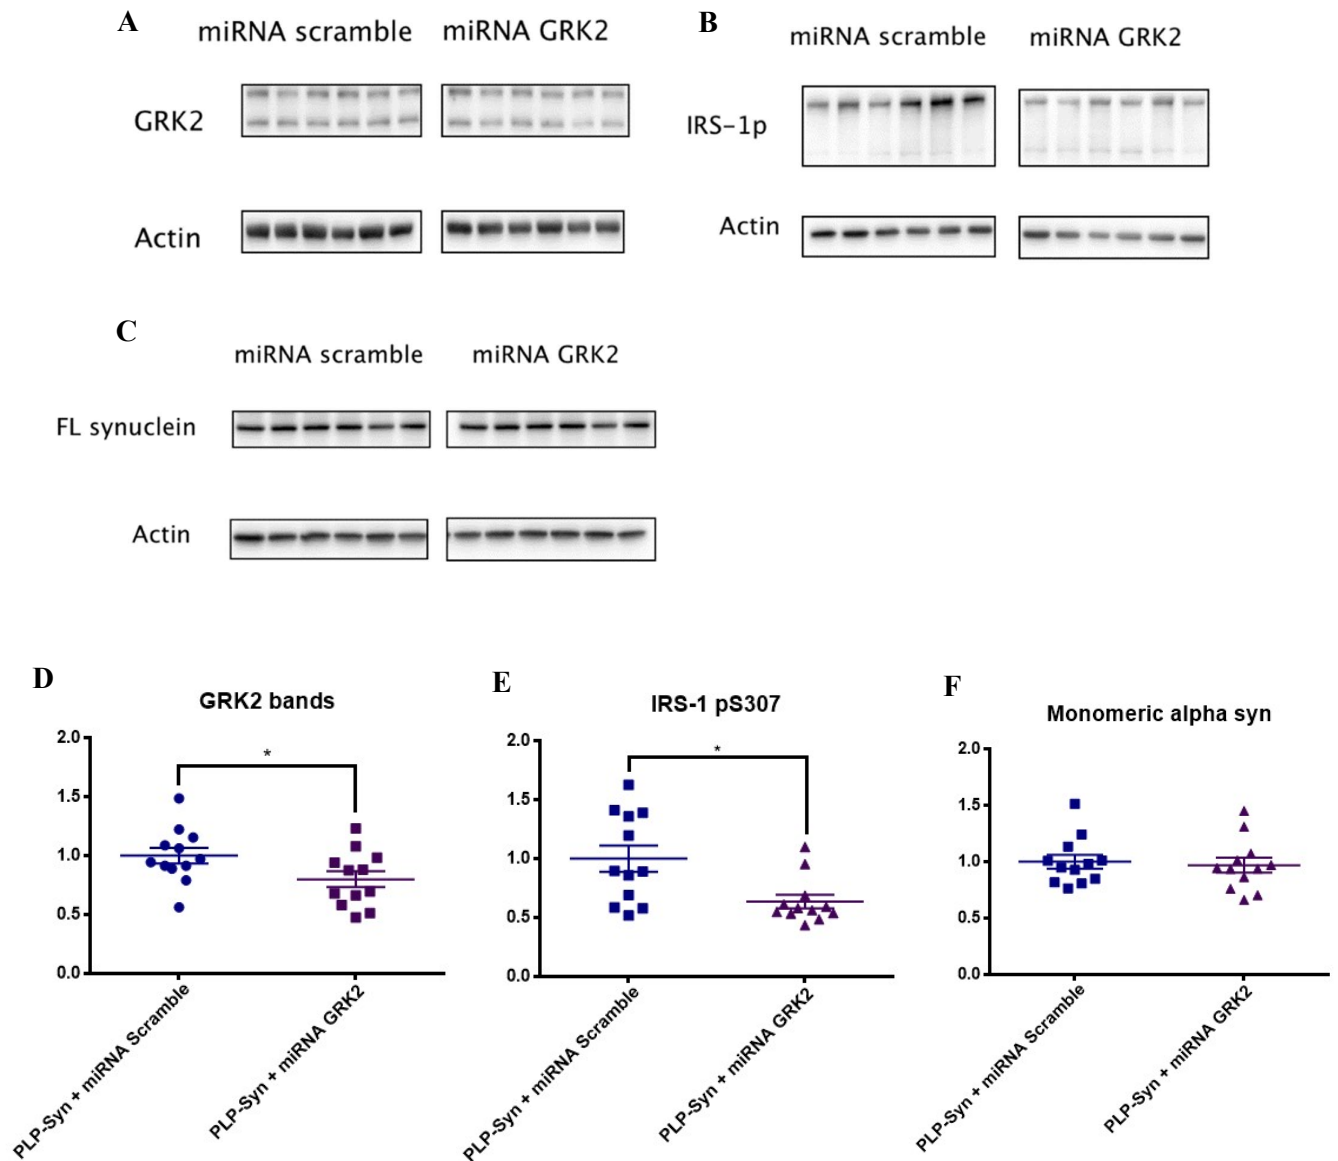 A
miRNA scramble
miRNA GRK2
GRK2
Actin
B
miRNA scramble
miRNA GRK2
IRS-1p
Actin
C
miRNA scramble
miRNA GRK2
FL synuclein
Actin
D
GRK2 bands
2.0
1.5
1.0
0.5
0.0
*
PLP-Syn + miRNA Scramble
PLP-Syn + miRNA GRK2
E
IRS-1 pS307
2.0
1.5
1.0
0.5
0.0
*
PLP-Syn + miRNA Scramble
PLP-Syn + miRNA GRK2
F
Monomeric alpha syn
2.0
1.5
1.0
0.5
0.0
PLP-Syn + miRNA Scramble
PLP-Syn + miRNA GRK2